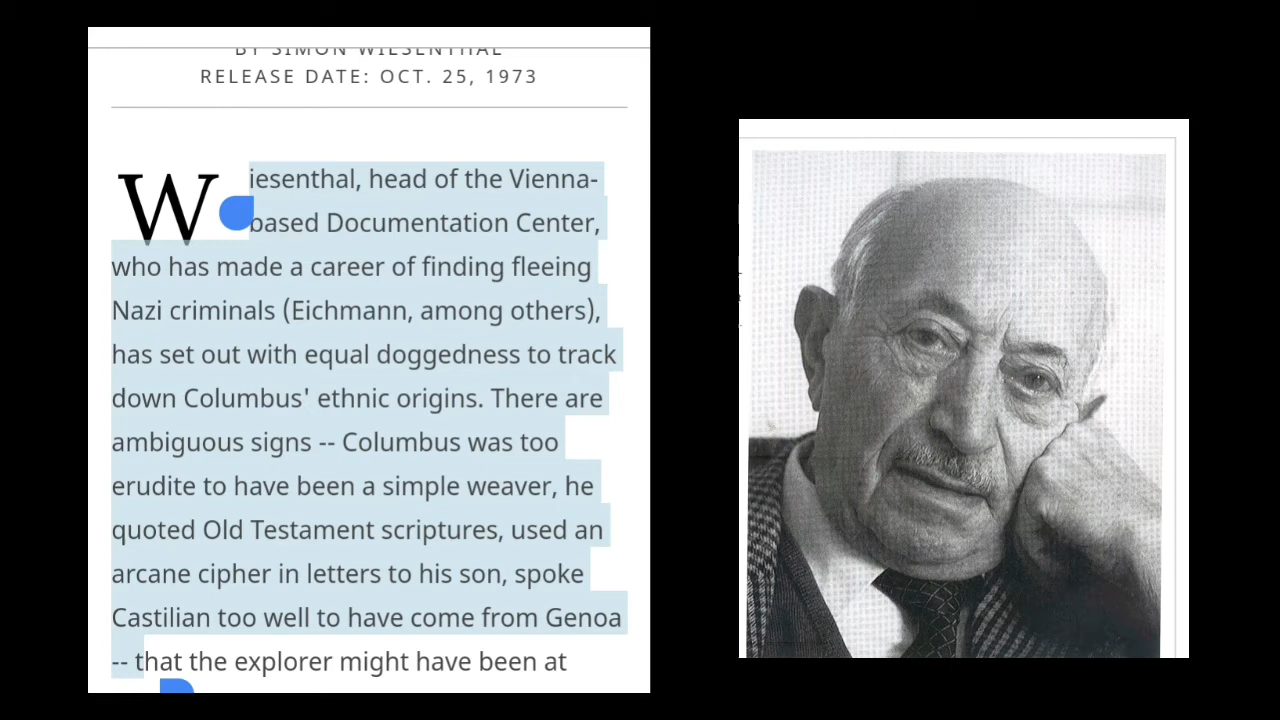 BY SIMON WIESENTHAL
RELEASE DATE: OCT. 25, 1973
Wiesenthal, head of the Vienna-
based Documentation Center,
who has made a career of finding fleeing
Nazi criminals (Eichmann, among others),
has set out with equal doggedness to track
down Columbus' ethnic origins. There are
ambiguous signs -- Columbus was too
erudite to have been a simple weaver, he
quoted Old Testament scriptures, used an
arcane cipher in letters to his son, spoke
Castilian too well to have come from Genoa
-- that the explorer might have been at